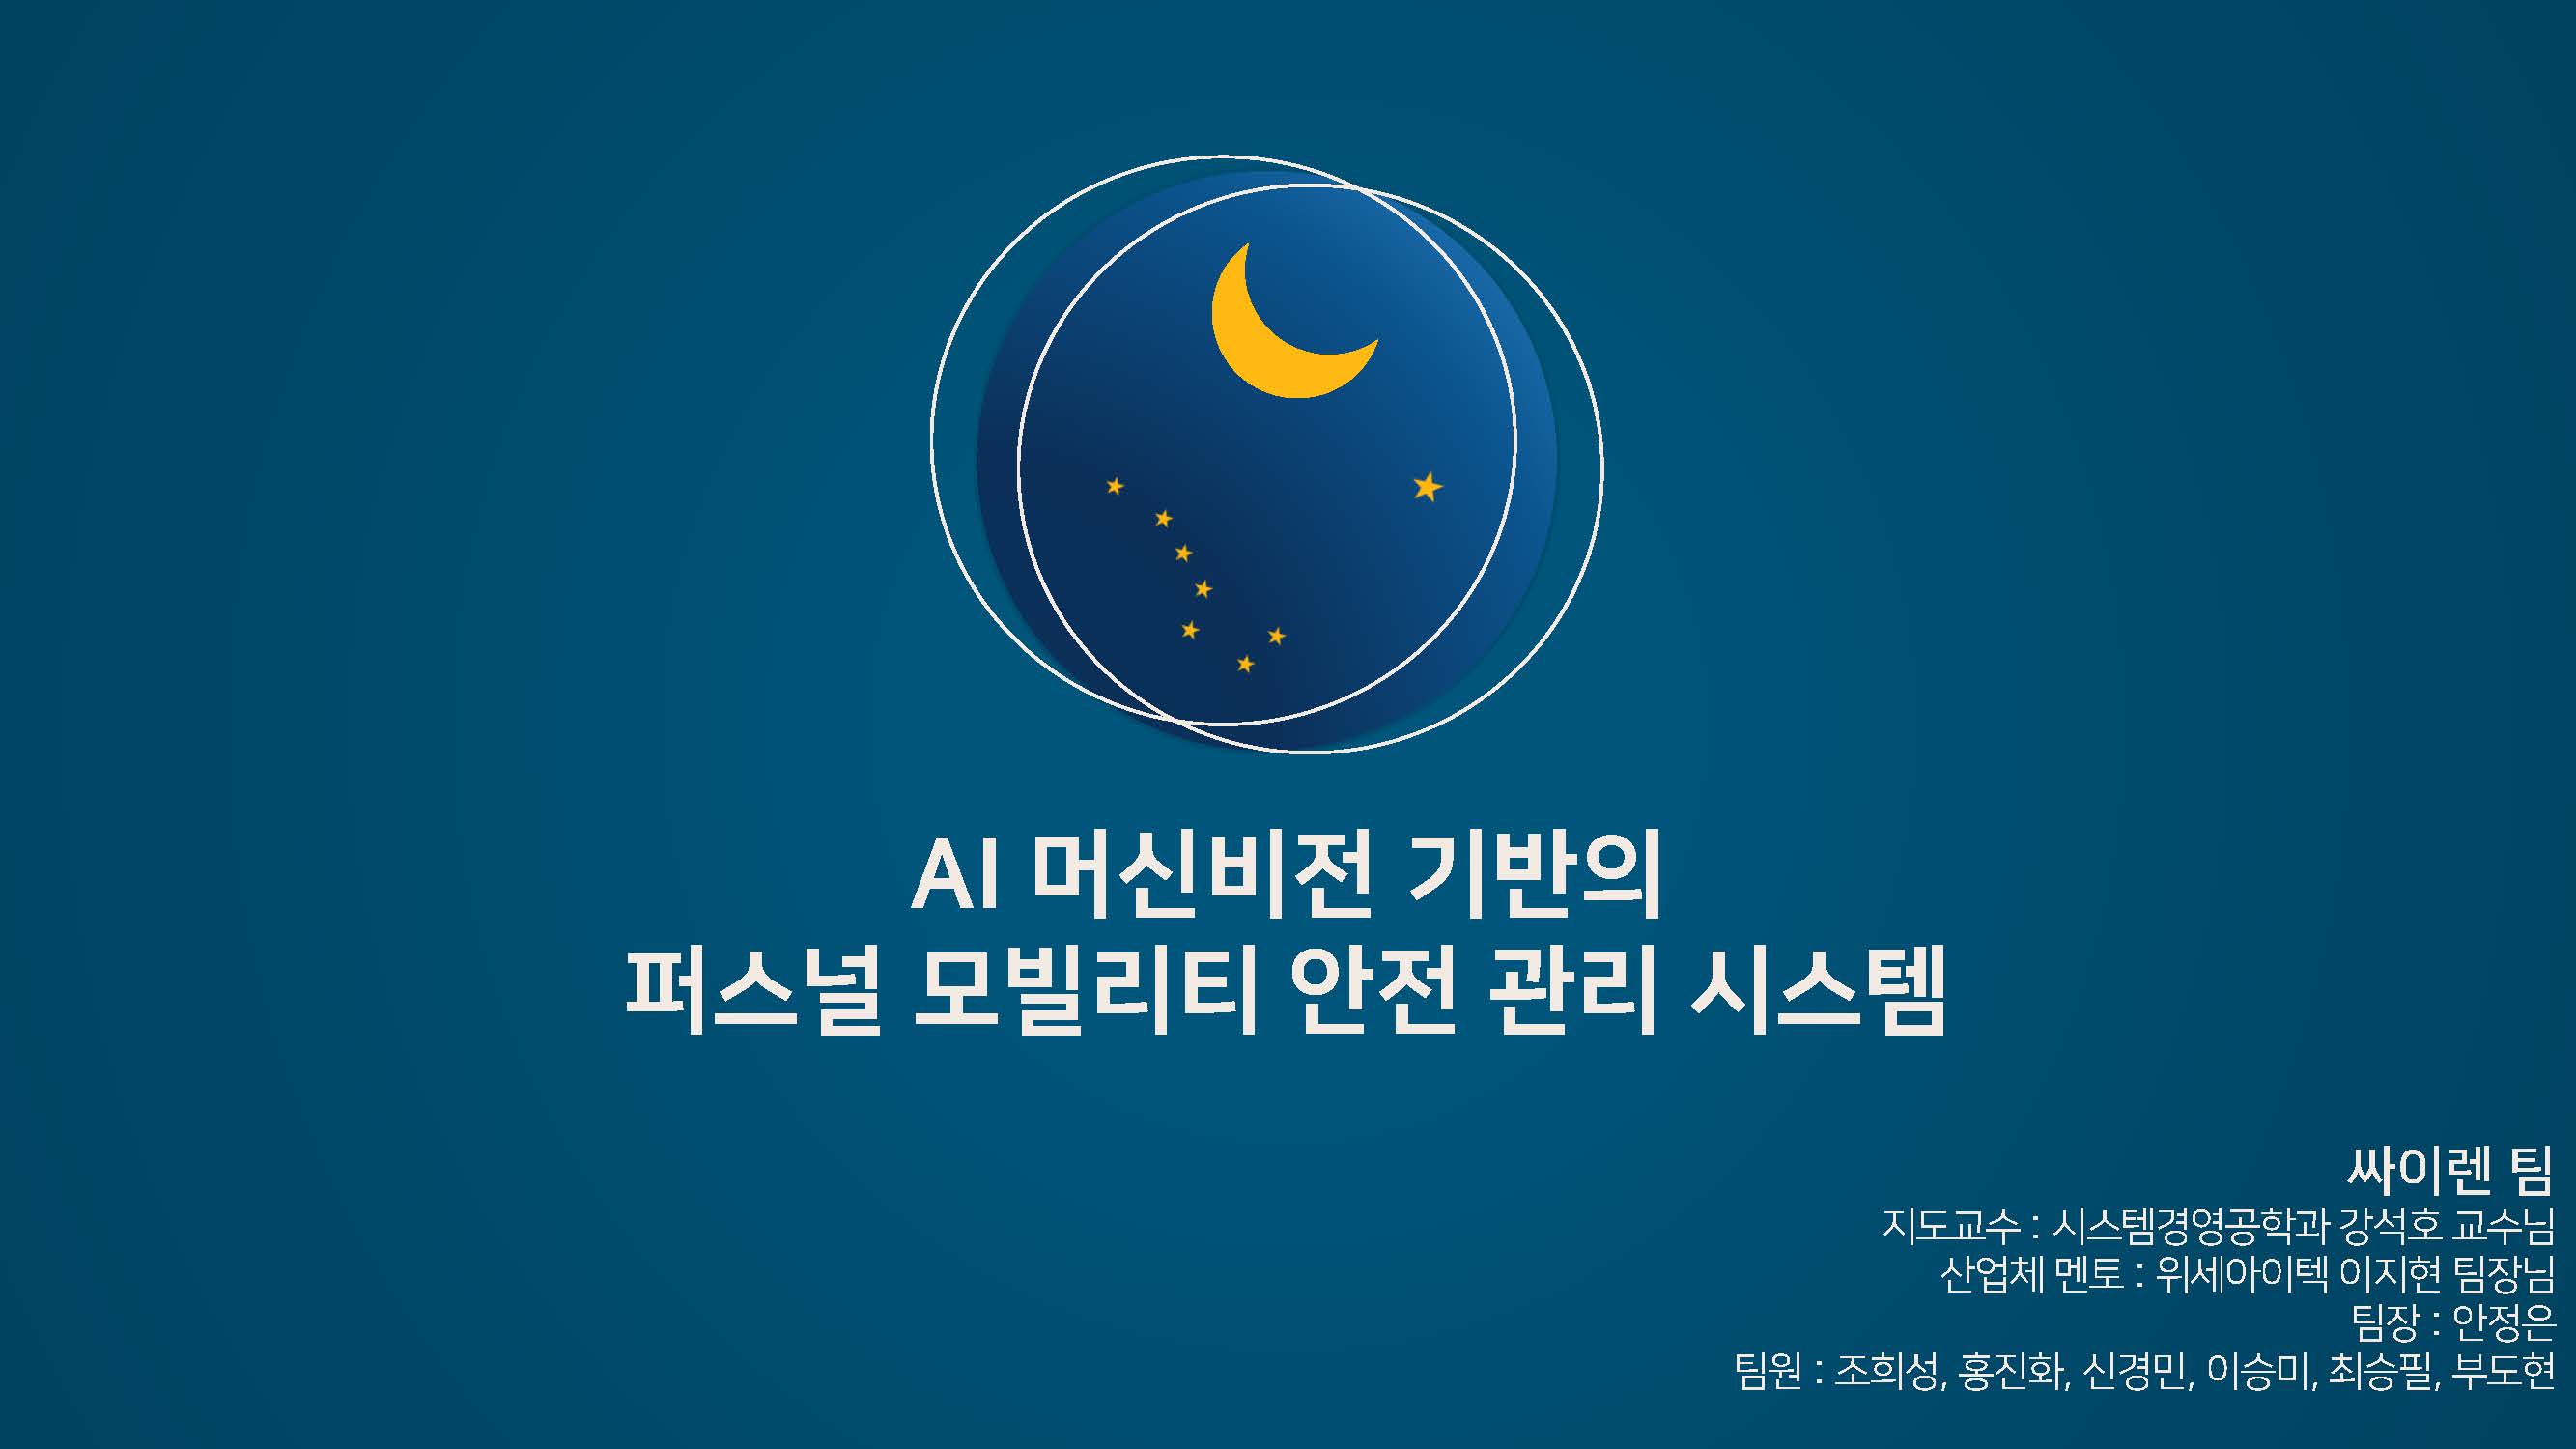 AI 머신비전 기반의
퍼스널 모빌리티 안전 관리 시스템
싸이렌 팀
지도교수 : 시스템경영공학과 강석호 교수님
산업체 멘토 : 위세아이텍 이지현 팀장님
팀장 : 안정은
팀원 : 조희성, 홍진화, 신경민, 이승미, 최승필, 부도현